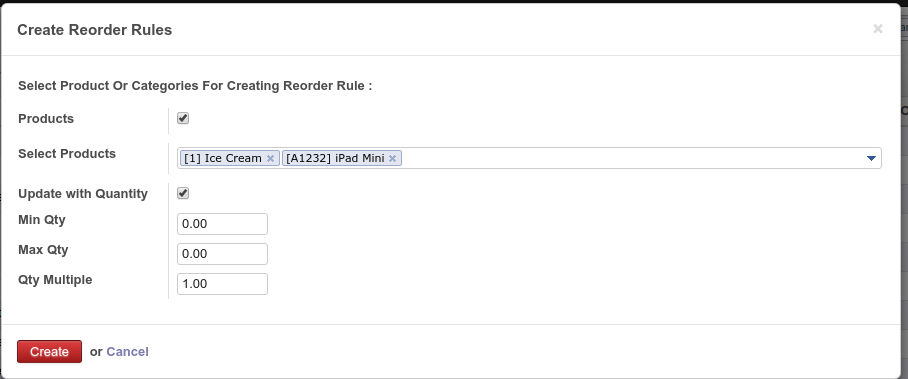 Create Reorder Rules ×
Select Product Or Categories For Creating Reorder Rule :
Products
Select Products [1] Ice Cream × [A1232] iPad Mini ×
Update with Quantity
Min Qty 0.00
Max Qty 0.00
Qty Multiple 1.00
Create or Cancel